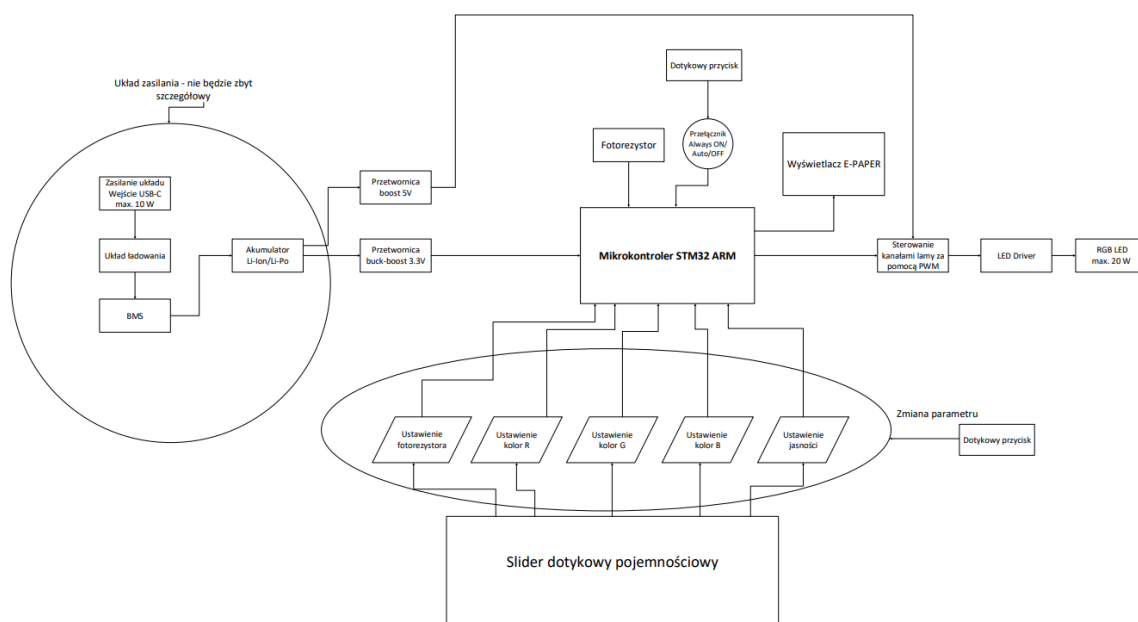 Układ zasilania - nie będzie zbyt
szczegółowy
Dotykowy przycisk
Przełącznik
Always ON/
Auto/OFF
Fotorezystor
Wyświetlacz E-PAPER
Zasilanie układu
Wejście USB-C
max. 10 W
Przetwornica
boost 5V
Układ ładowania
Akumulator
Li-Ion/Li-Po
Przetwornica
buck-boost 3.3V
Mikrokontroler STM32 ARM
Sterowanie
kanałami lamy za
pomocą PWM
LED Driver
RGB LED
max. 20 W
BMS
Zmiana parametru
Dotykowy przycisk
Ustawienie
fotorezystora
Ustawienie
kolor R
Ustawienie
kolor G
Ustawienie
kolor B
Ustawienie
jasności
Slider dotykowy pojemnościowy